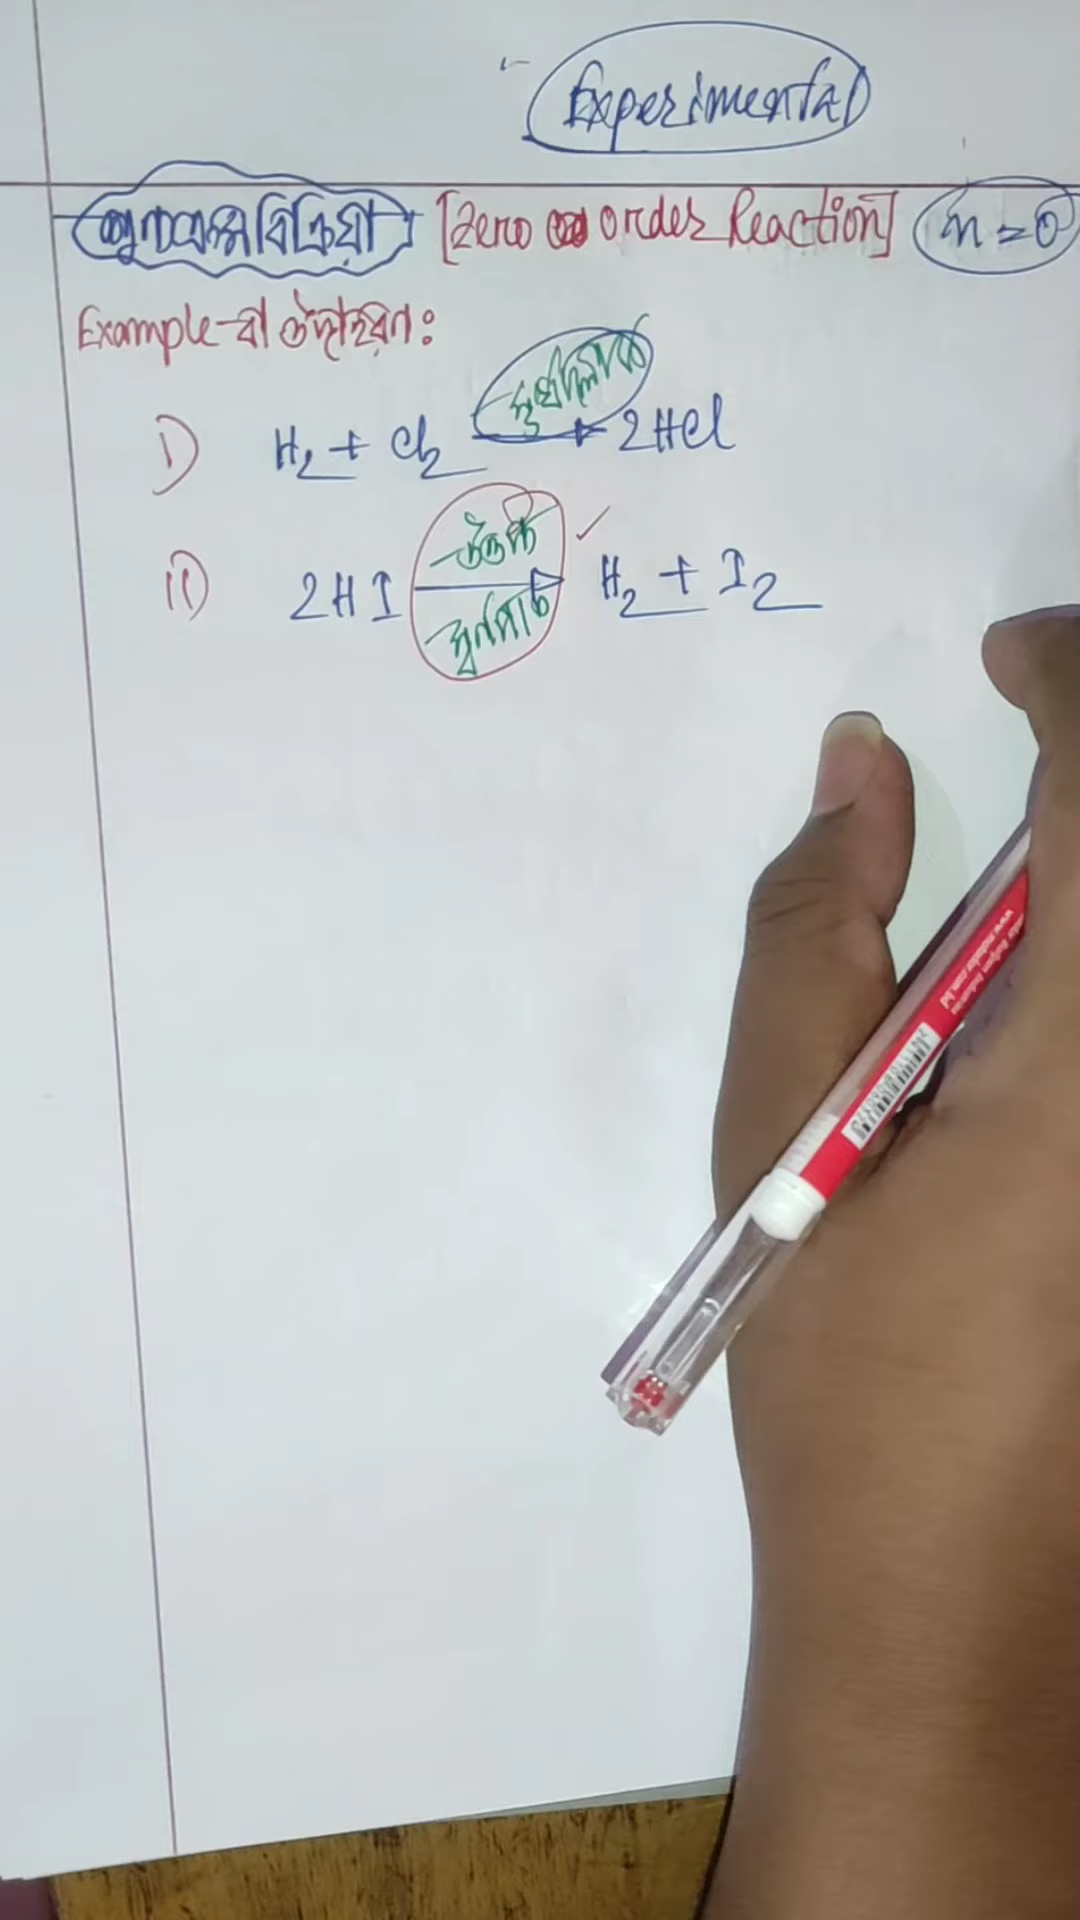 Experimental
শূন্যক্রম বিক্রিয়া [Zero order Reaction] n = 0
Example বা উদাহরণ :
সূর্যালোক
i) H₂ + Cl₂ → 2HCl
উত্তপ্ত
ii) 2HI → H₂ + I₂
স্বর্ণপাত